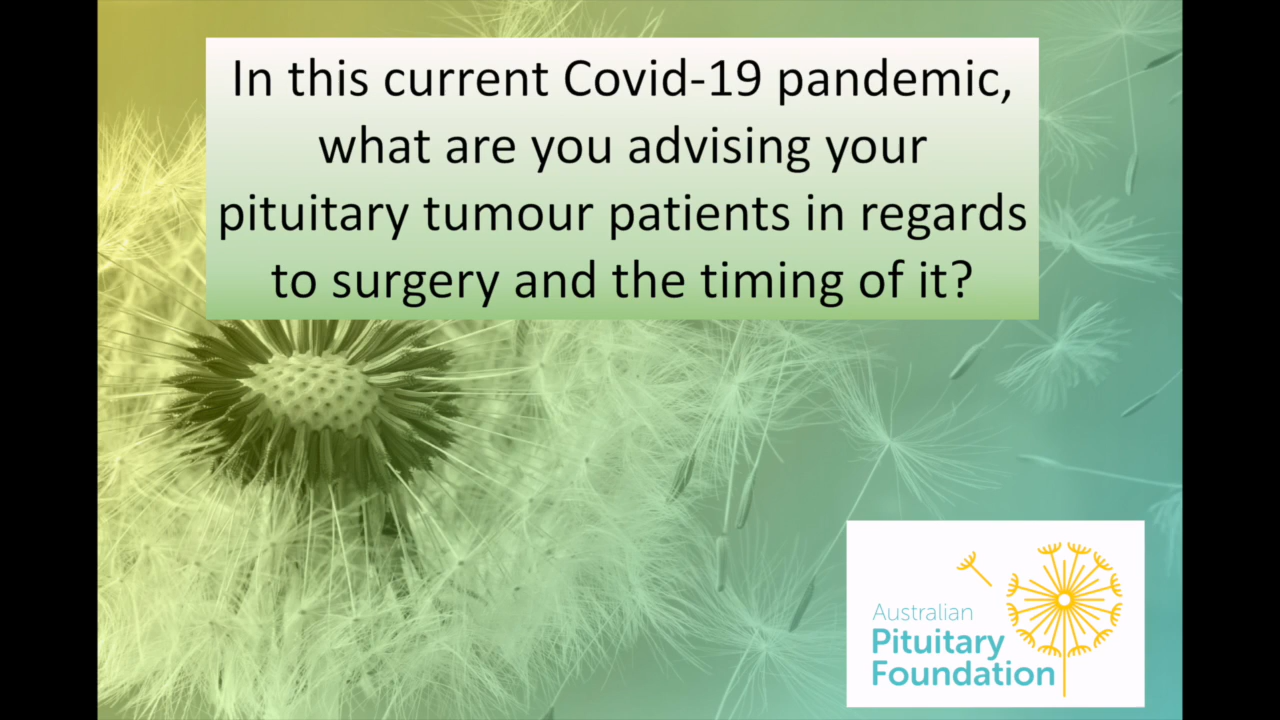 In this current Covid-19 pandemic,
what are you advising your
pituitary tumour patients in regards
to surgery and the timing of it?
Australian
Pituitary
Foundation